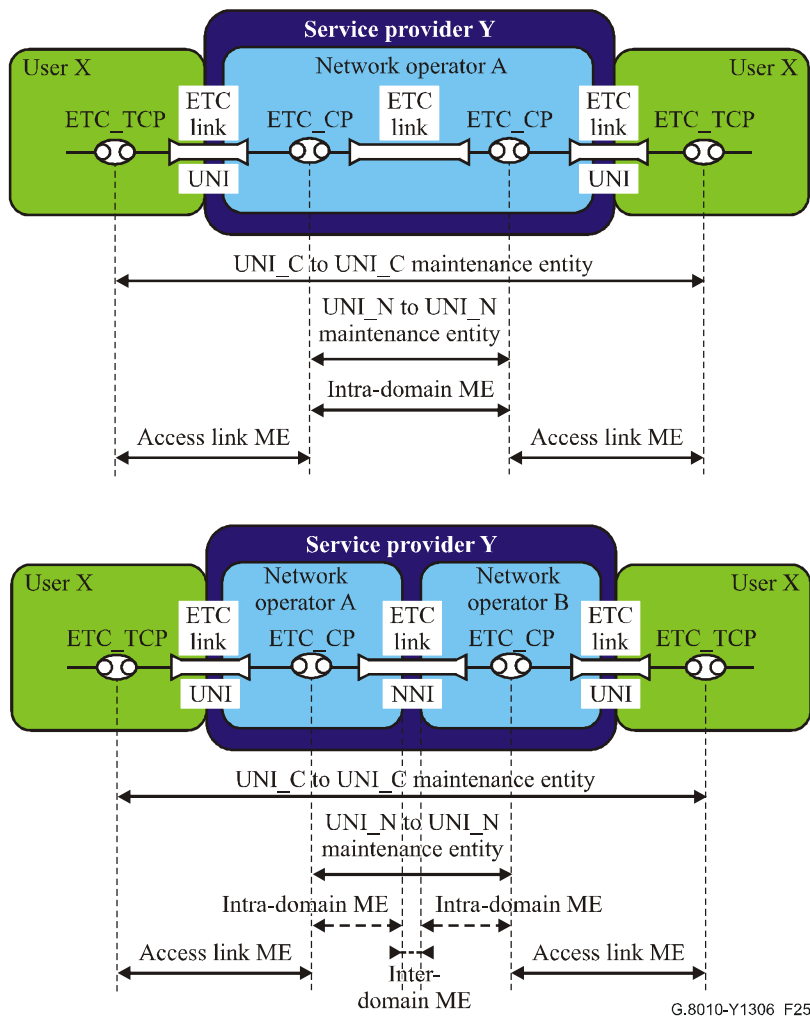 Service provider Y
User X
Network operator A
User X
ETC_TCP
ETC
link
ETC_CP
ETC
link
ETC_CP
ETC
link
ETC_TCP
UNI
UNI
UNI_C to UNI_C maintenance entity
UNI_N to UNI_N
maintenance entity
Intra-domain ME
Access link ME
Access link ME
Service provider Y
User X
Network
operator A
Network
operator B
User X
ETC_TCP
ETC
link
ETC_CP
ETC
link
ETC_CP
ETC
link
ETC_TCP
UNI
NNI
UNI
UNI_C to UNI_C maintenance entity
UNI_N to UNI_N
maintenance entity
Intra-domain ME
Intra-domain ME
Access link ME
Inter-
domain ME
Access link ME
G.8010-Y1306_F25